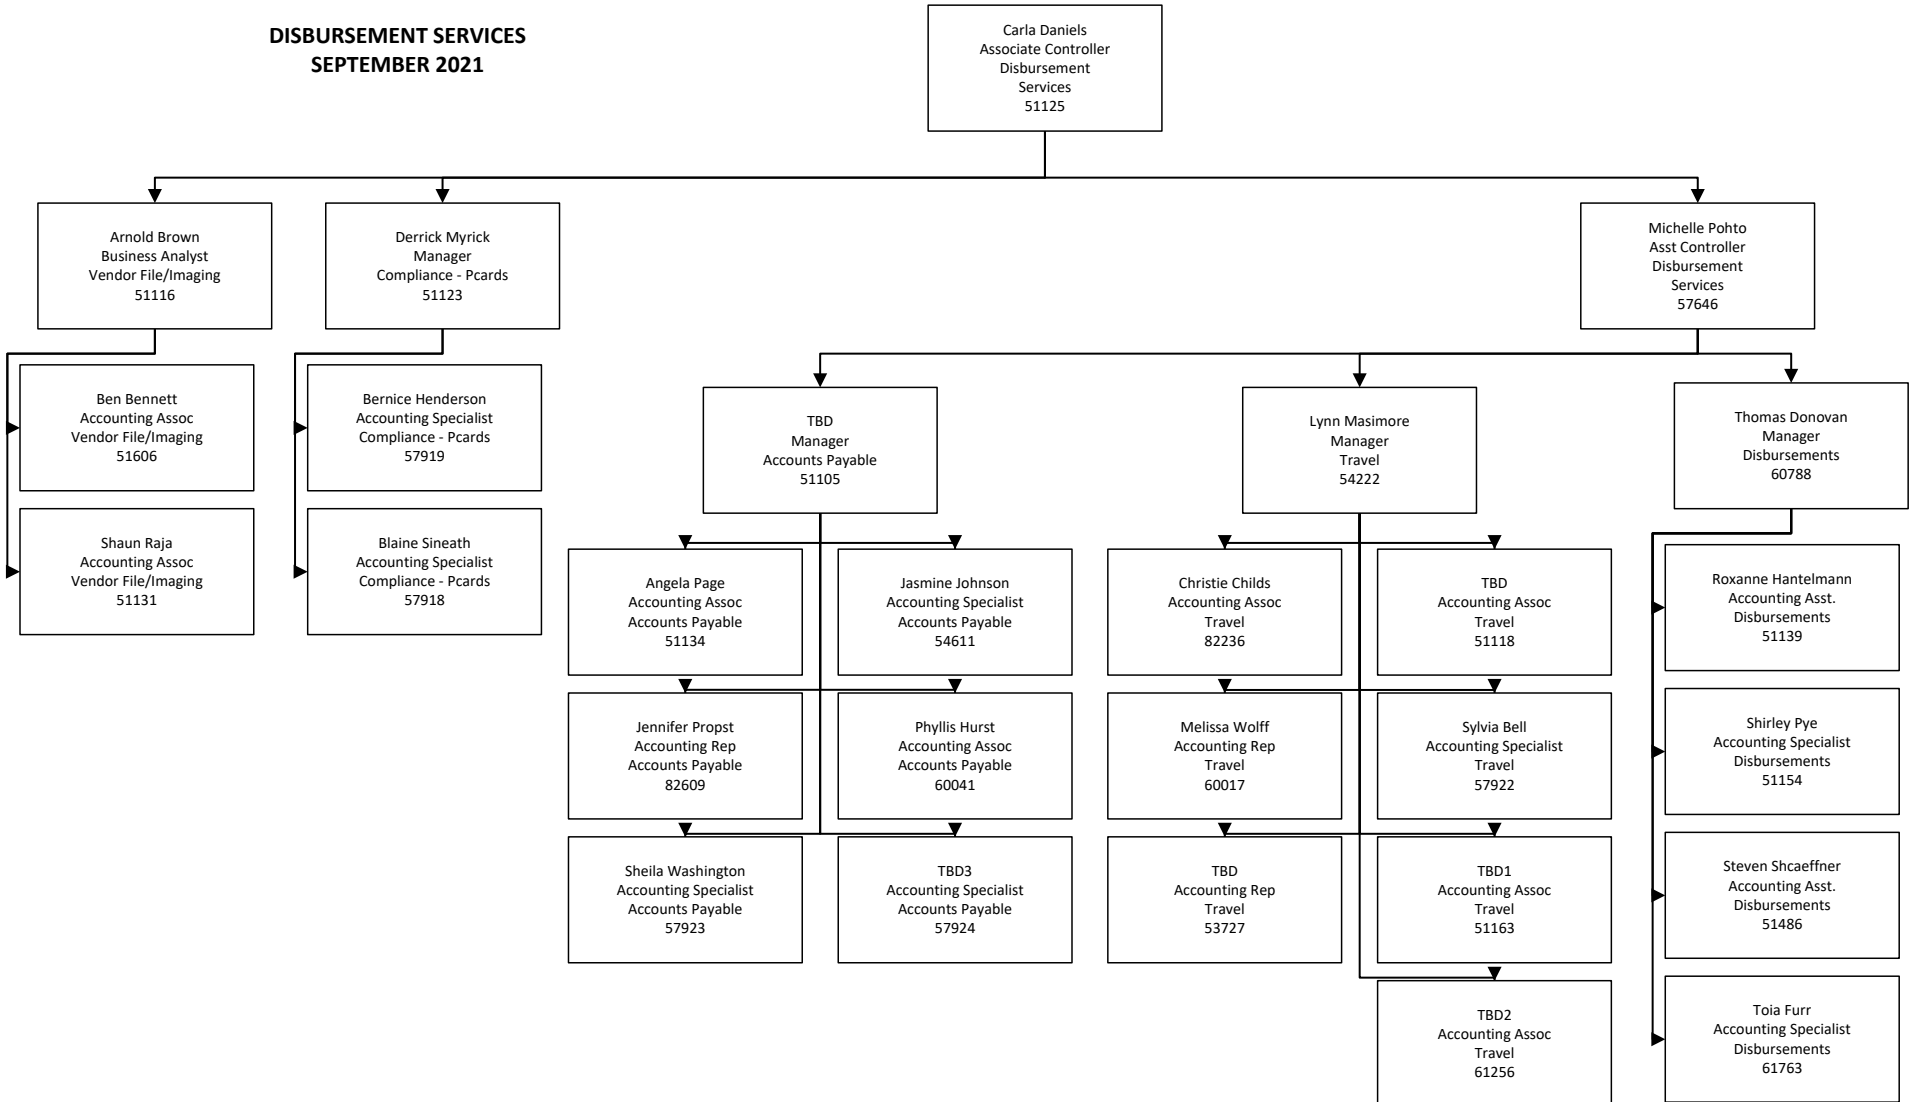 DISBURSEMENT SERVICES
SEPTEMBER 2021
Carla Daniels
Associate Controller
Disbursement
Services
51125
Arnold Brown
Business Analyst
Vendor File/Imaging
51116
Derrick Myrick
Manager
Compliance - Pcards
51123
Michelle Pohto
Asst Controller
Disbursement
Services
57646
Ben Bennett
Accounting Assoc
Vendor File/Imaging
51606
Shaun Raja
Accounting Assoc
Vendor File/Imaging
51131
Bernice Henderson
Accounting Specialist
Compliance - Pcards
57919
Blaine Sineath
Accounting Specialist
Compliance - Pcards
57918
TBD
Manager
Accounts Payable
51105
Lynn Masimore
Manager
Travel
54222
Thomas Donovan
Manager
Disbursements
60788
Angela Page
Accounting Assoc
Accounts Payable
51134
Jasmine Johnson
Accounting Specialist
Accounts Payable
54611
Jennifer Propst
Accounting Rep
Accounts Payable
82609
Phyllis Hurst
Accounting Assoc
Accounts Payable
60041
Sheila Washington
Accounting Specialist
Accounts Payable
57923
TBD3
Accounting Specialist
Accounts Payable
57924
Christie Childs
Accounting Assoc
Travel
82236
TBD
Accounting Assoc
Travel
51118
Melissa Wolff
Accounting Rep
Travel
60017
Sylvia Bell
Accounting Specialist
Travel
57922
TBD
Accounting Rep
Travel
53727
TBD1
Accounting Assoc
Travel
51163
TBD2
Accounting Assoc
Travel
61256
Roxanne Hantelmann
Accounting Asst.
Disbursements
51139
Shirley Pye
Accounting Specialist
Disbursements
51154
Steven Shcaeffner
Accounting Asst.
Disbursements
51486
Toia Furr
Accounting Specialist
Disbursements
61763